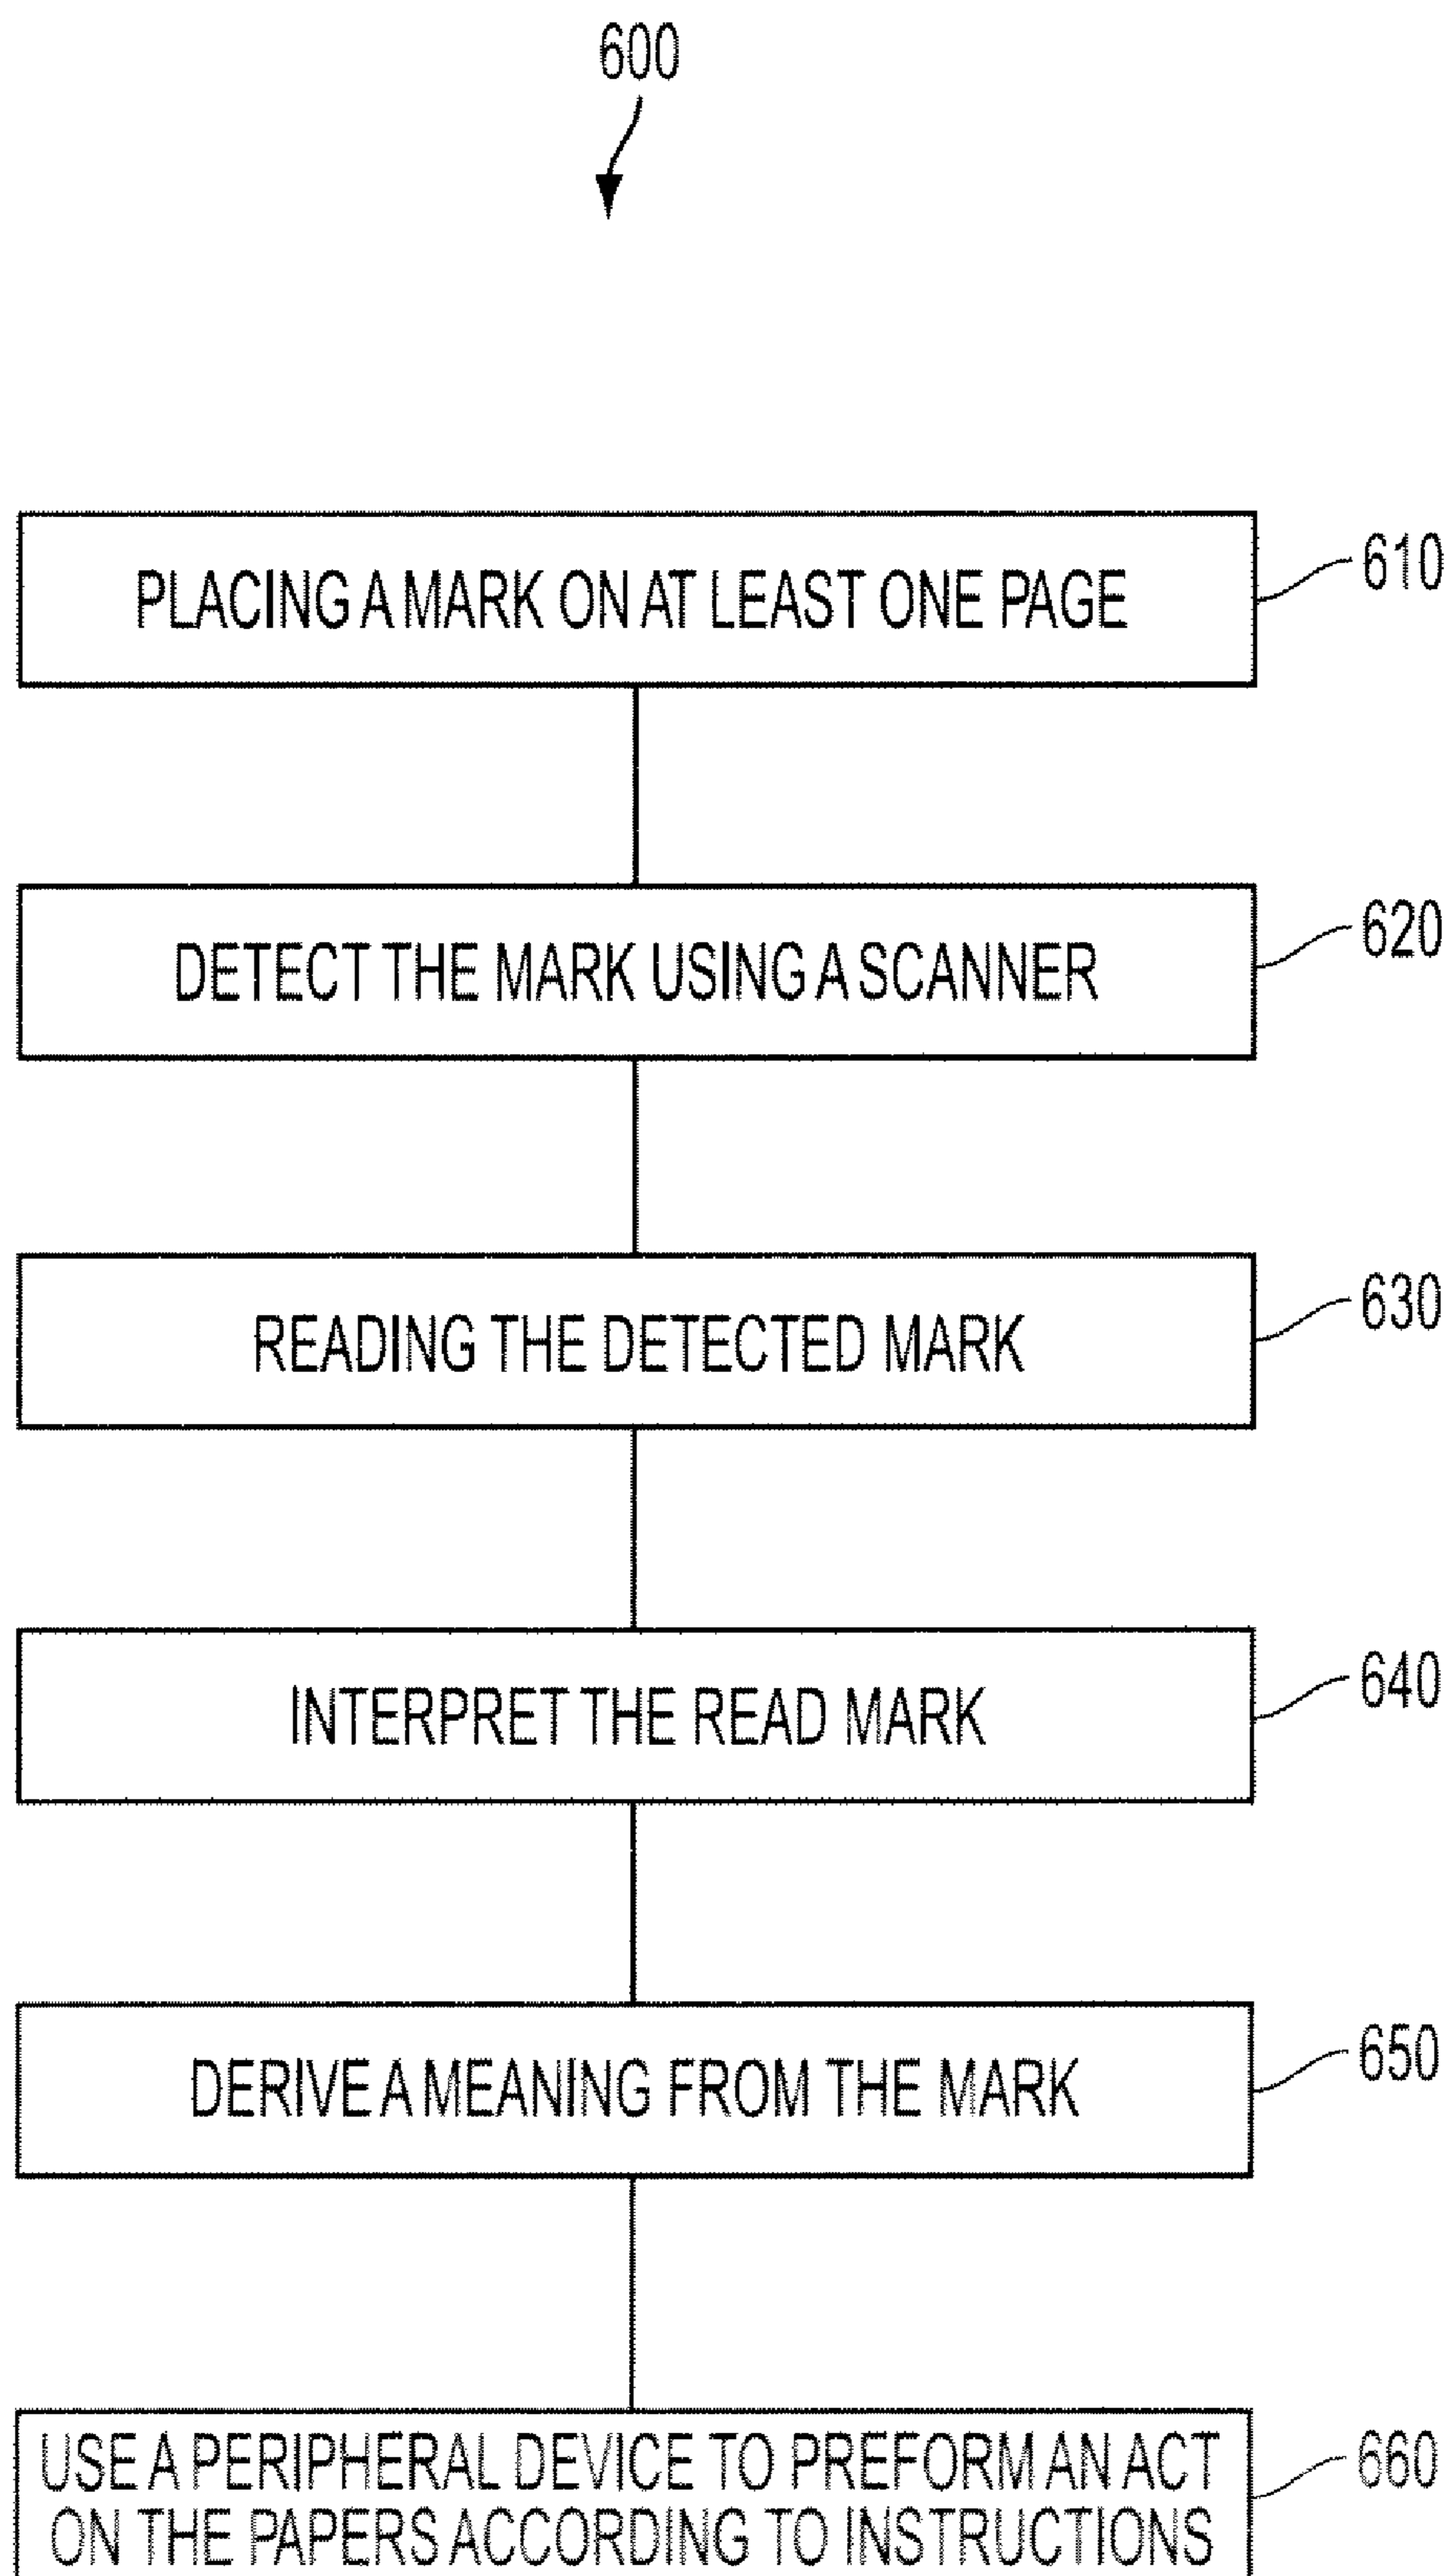 600
PLACING A MARK ON AT LEAST ONE PAGE
610
DETECT THE MARK USING A SCANNER
620
READING THE DETECTED MARK
630
INTERPRET THE READ MARK
640
DERIVE A MEANING FROM THE MARK
650
USE A PERIPHERAL DEVICE TO PREFORM AN ACT
ON THE PAPERS ACCORDING TO INSTRUCTIONS
660